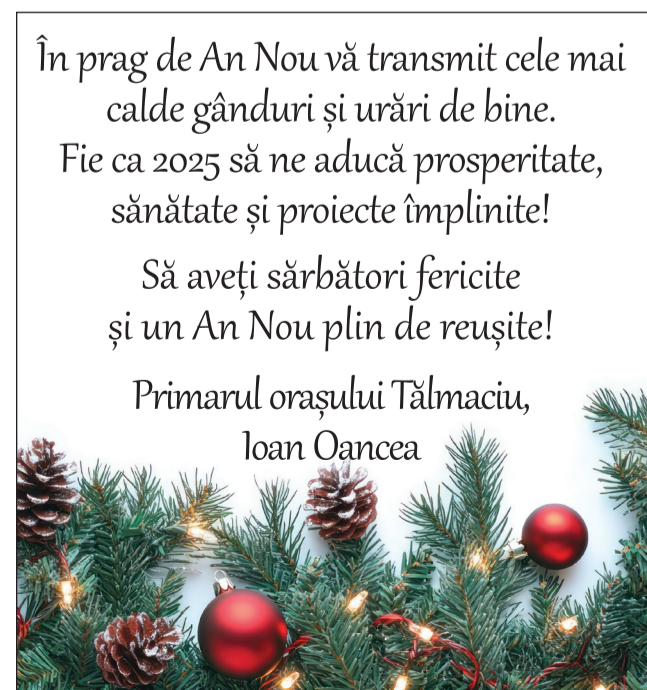 În prag de An Nou vă transmit cele mai
calde gânduri și urări de bine.
Fie ca 2025 să ne aducă prosperitate,
sănătate și proiecte împlinite!
Să aveți sărbători fericite
și un An Nou plin de reușite!
Primarul orașului Tălmaciu,
Ioan Oancea